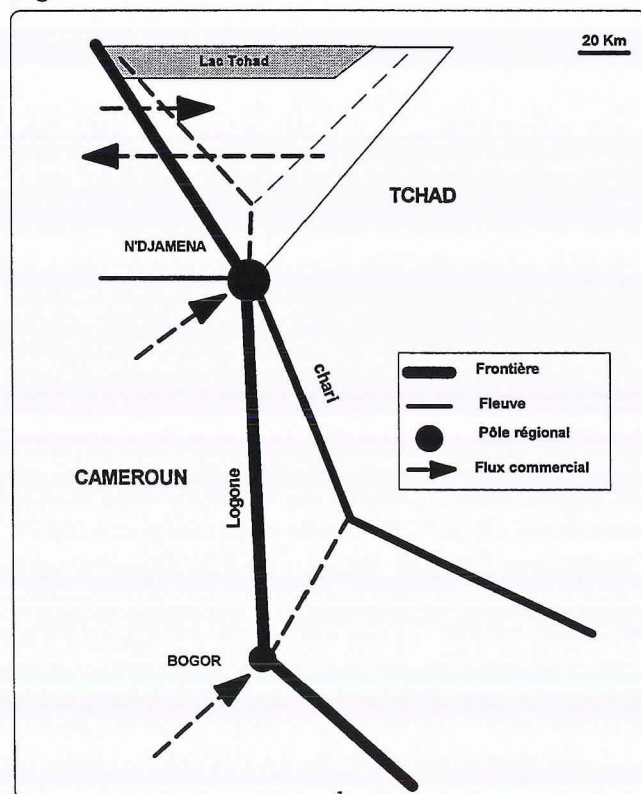 20 Km
Lac Tchad
TCHAD
N'DJAMENA
chari
Frontière
Fleuve
Pôle régional
Flux commercial
CAMEROUN
Logone
BOGOR